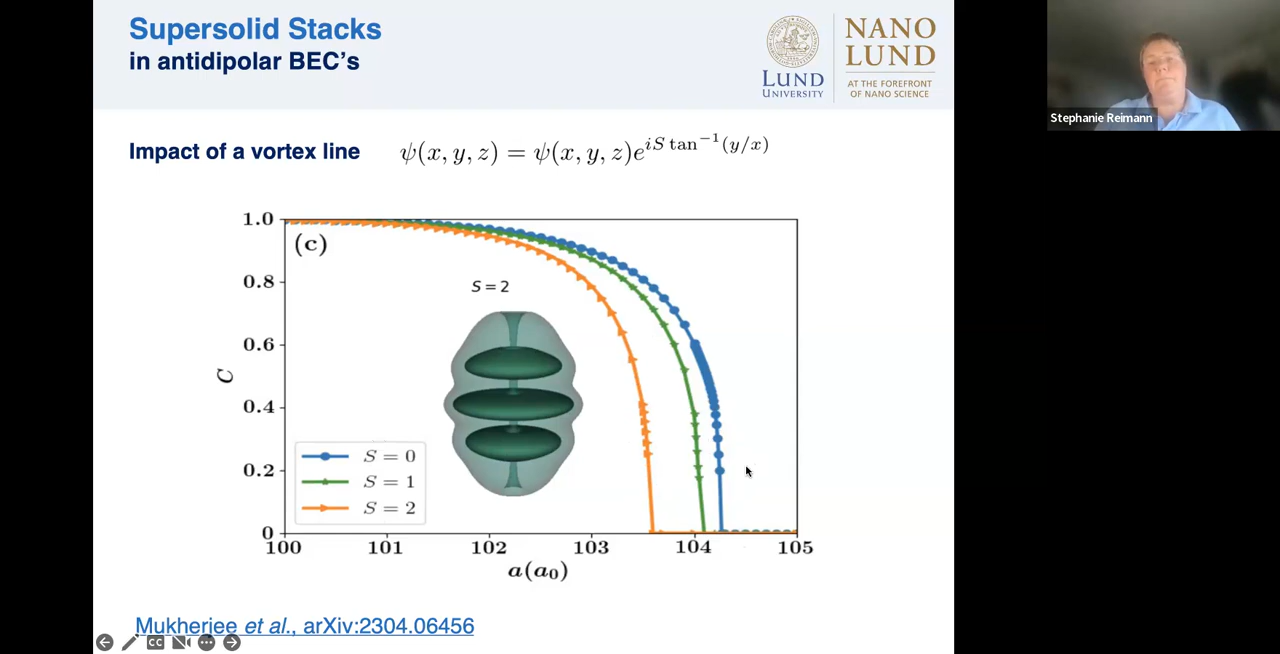 Supersolid Stacks
in antidipolar BEC's
LUND
UNIVERSITY
NANO
LUND
AT THE FOREFRONT
OF NANO SCIENCE
Stephanie Reimann
Impact of a vortex line
ψ(x, y, z) = ψ(x, y, z)e^{iS tan^{-1}(y/x)}
(c)
S = 2
C
1.0
0.8
0.6
0.4
0.2
0
S = 0
S = 1
S = 2
100 101 102 103 104 105
a(a₀)
Mukherjee et al., arXiv:2304.06456
CC